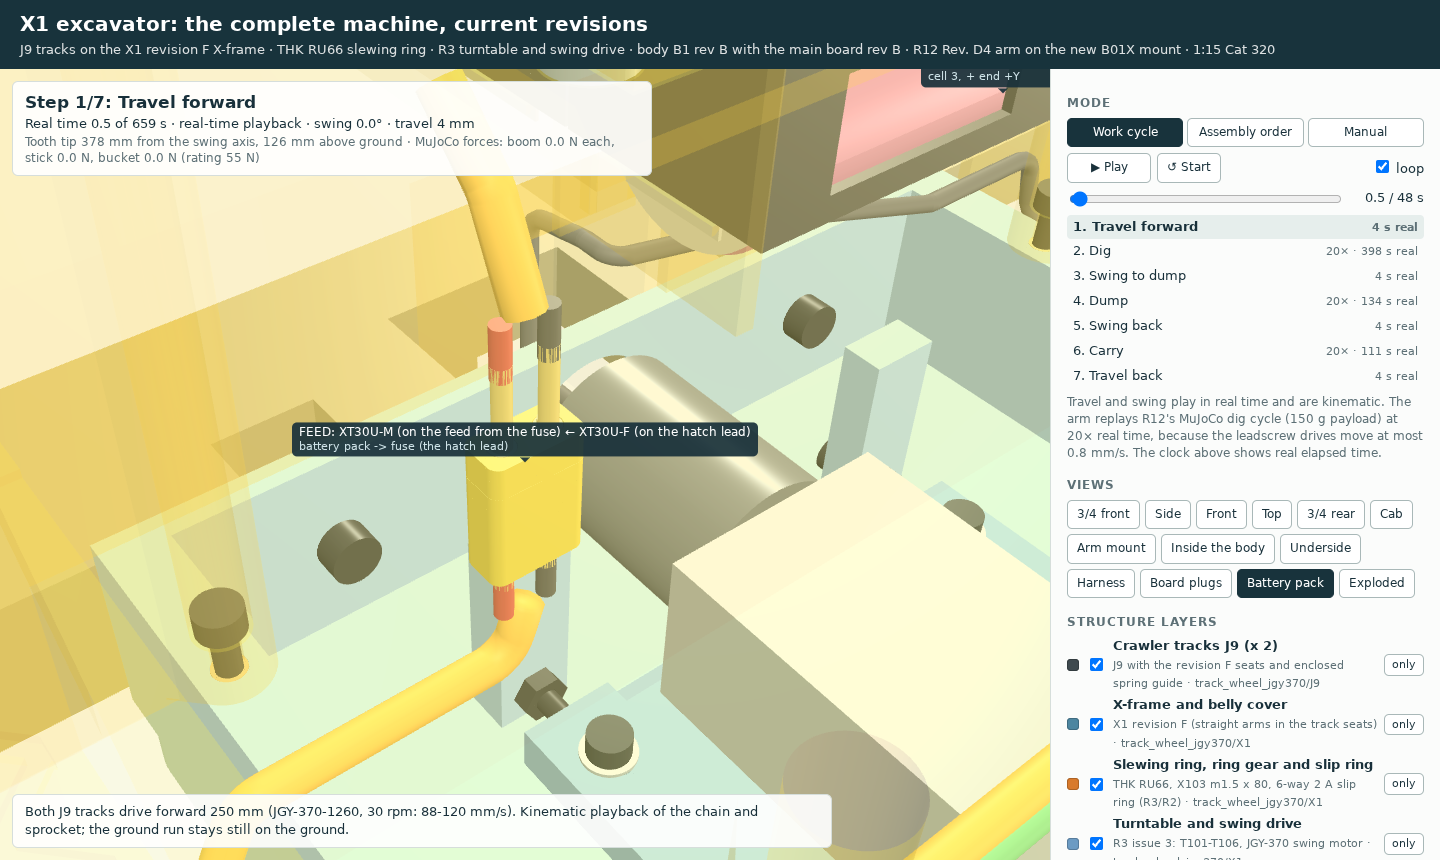 X1 excavator: the complete machine, current revisions
J9 tracks on the X1 revision F X-frame · THK RU66 slewing ring · R3 turntable and swing drive · body B1 rev B with the main board rev B · R12 Rev. D4 arm on the new B01X mount · 1:15 Cat 320
cell 3, + end +Y
Step 1/7: Travel forward
Real time 0.5 of 659 s · real-time playback · swing 0.0° · travel 4 mm
Tooth tip 378 mm from the swing axis, 126 mm above ground · MuJoCo forces: boom 0.0 N each,
stick 0.0 N, bucket 0.0 N (rating 55 N)
FEED: XT30U-M (on the feed from the fuse) ← XT30U-F (on the hatch lead)
battery pack -> fuse (the hatch lead)
Both J9 tracks drive forward 250 mm (JGY-370-1260, 30 rpm: 88-120 mm/s). Kinematic playback of the chain and
sprocket; the ground run stays still on the ground.
MODE
Work cycle Assembly order Manual
▶ Play ↺ Start loop
0.5 / 48 s
1. Travel forward 4 s real
2. Dig 20× · 398 s real
3. Swing to dump 4 s real
4. Dump 20× · 134 s real
5. Swing back 4 s real
6. Carry 20× · 111 s real
7. Travel back 4 s real
Travel and swing play in real time and are kinematic. The
arm replays R12's MuJoCo dig cycle (150 g payload) at
20× real time, because the leadscrew drives move at most
0.8 mm/s. The clock above shows real elapsed time.
VIEWS
3/4 front Side Front Top 3/4 rear Cab
Arm mount Inside the body Underside
Harness Board plugs Battery pack Exploded
STRUCTURE LAYERS
Crawler tracks J9 (x 2)
J9 with the revision F seats and enclosed only
spring guide · track_wheel_jgy370/J9
X-frame and belly cover
X1 revision F (straight arms in the track seats) only
· track_wheel_jgy370/X1
Slewing ring, ring gear and slip ring
THK RU66, X103 m1.5 x 80, 6-way 2 A slip only
ring (R3/R2) · track_wheel_jgy370/X1
Turntable and swing drive
R3 issue 3: T101-T106, JGY-370 swing motor · only